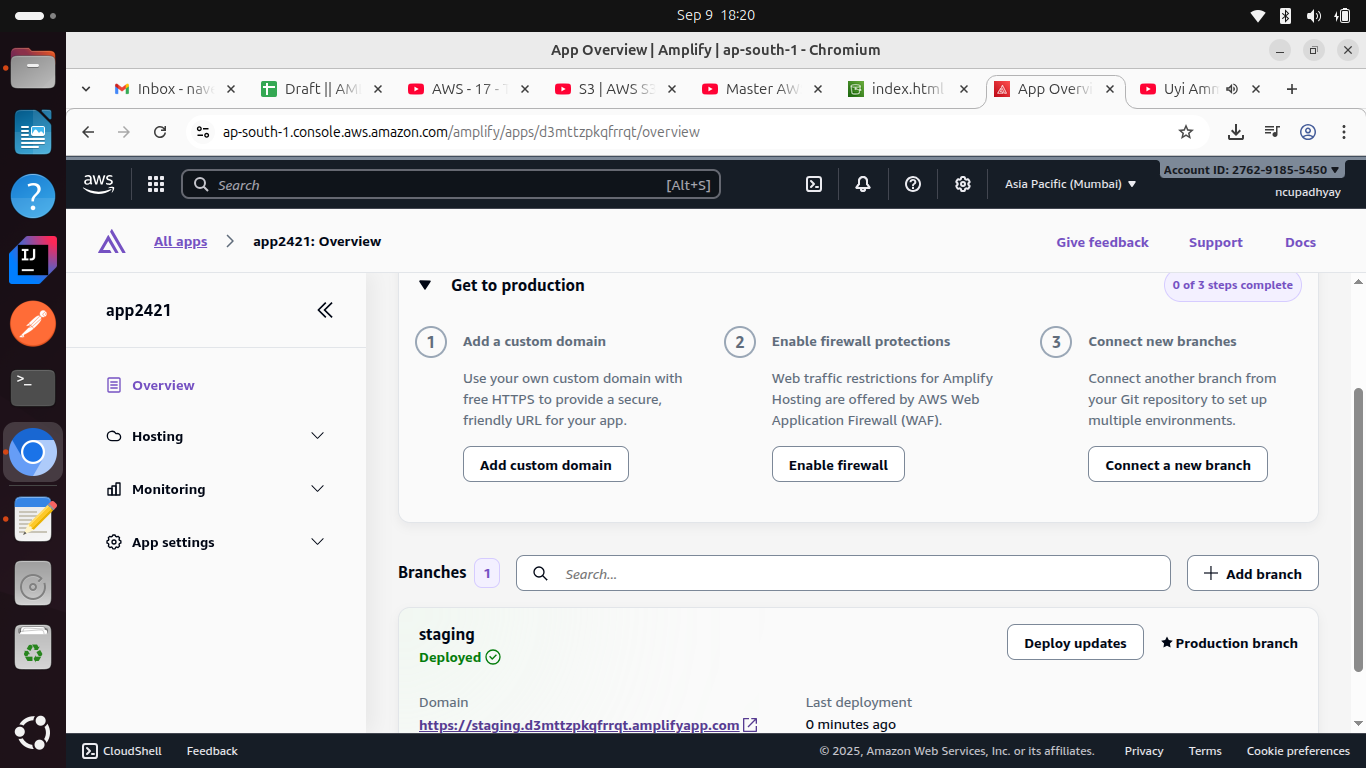 Sep 9 18:20
App Overview | Amplify | ap-south-1 - Chromium
Inbox - nav
Draft || AM
AWS - 17 - T
S3 | AWS S3
Master AW
index.html
App Overvi
Uyi Amm
ap-south-1.console.aws.amazon.com/amplify/apps/d3mttzpkqfrrqt/overview
aws
Search
[Alt+S]
Asia Pacific (Mumbai)
Account ID: 2762-9185-5450
ncupadhyay
All apps
app2421: Overview
Give feedback
Support
Docs
app2421
Overview
Hosting
Monitoring
App settings
Get to production
0 of 3 steps complete
1
Add a custom domain
Use your own custom domain with
free HTTPS to provide a secure,
friendly URL for your app.
Add custom domain
2
Enable firewall protections
Web traffic restrictions for Amplify
Hosting are offered by AWS Web
Application Firewall (WAF).
Enable firewall
3
Connect new branches
Connect another branch from
your Git repository to set up
multiple environments.
Connect a new branch
Branches
1
Search...
Add branch
staging
Deployed
Deploy updates
Production branch
Domain
https://staging.d3mttzpkqfrrqt.amplifyapp.com
Last deployment
0 minutes ago
CloudShell
Feedback
© 2025, Amazon Web Services, Inc. or its affiliates.
Privacy
Terms
Cookie preferences